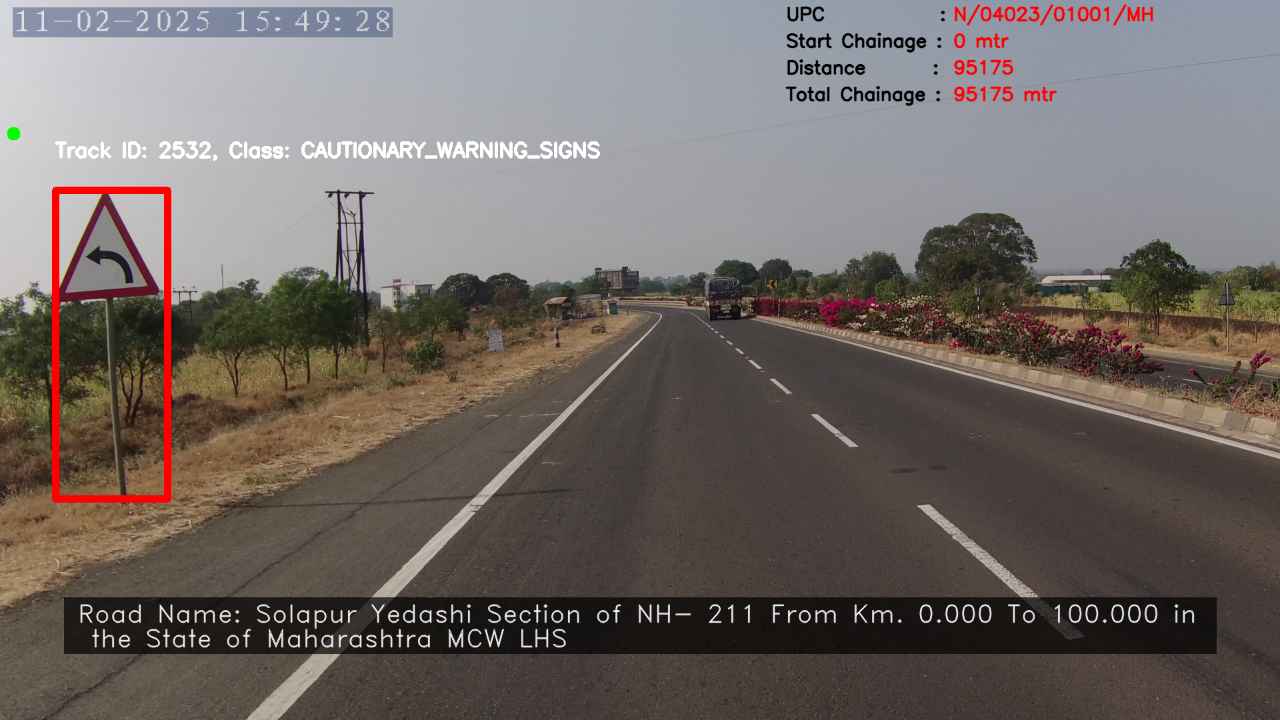 11-02-2025 15:49:28
UPC : N/04023/01001/MH
Start Chainage : 0 mtr
Distance : 95175
Total Chainage : 95175 mtr
Track ID: 2532, Class: CAUTIONARY_WARNING_SIGNS
Road Name: Solapur Yedashi Section of NH- 211 From Km. 0.000 To 100.000 in
the State of Maharashtra MCW LHS